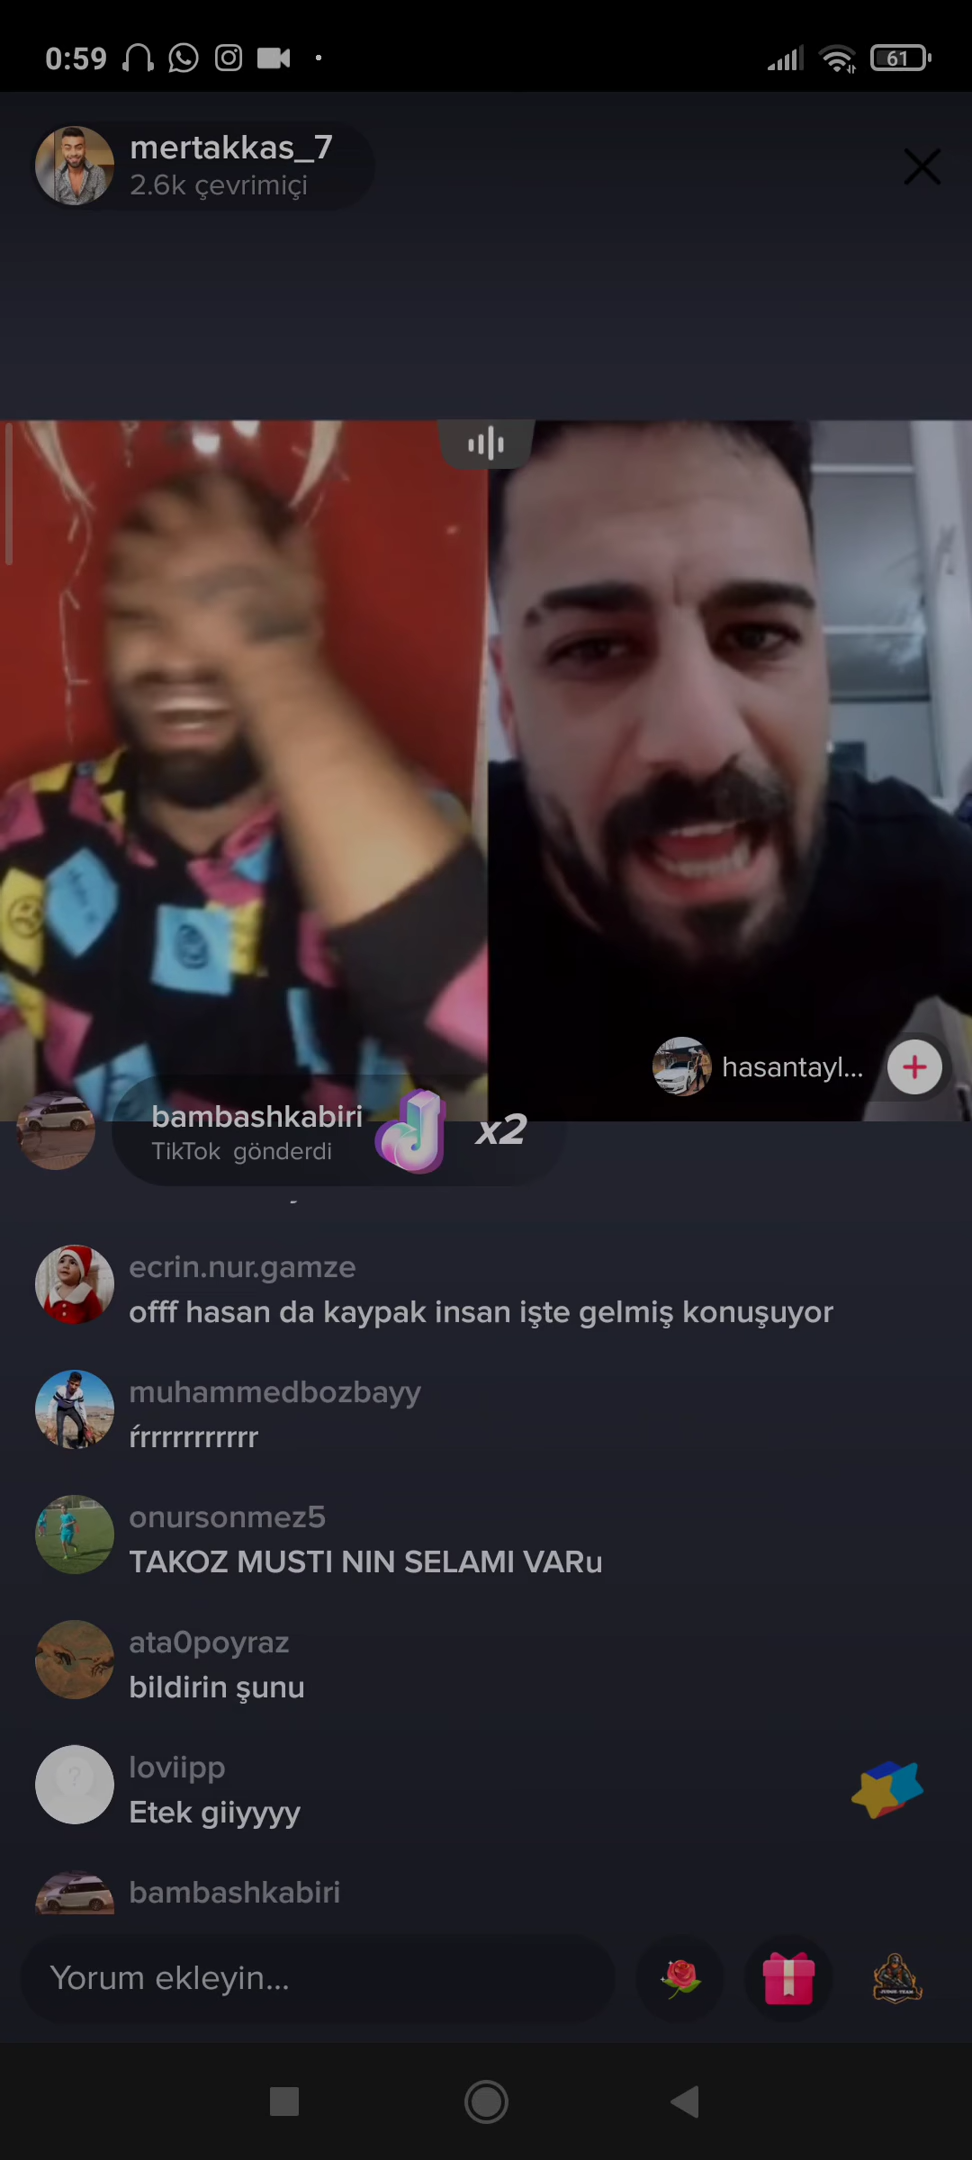 0:59
61
mertakkas_7
2.6k çevrimiçi
hasantayl...
bambashkabiri
TikTok gönderdi
x2
ecrin.nur.gamze
offf hasan da kaypak insan işte gelmiş konuşuyor
muhammedbozbayy
ŕrrrrrrrrrrr
onursonmez5
TAKOZ MUSTI NIN SELAMI VARu
ata0poyraz
bildirin şunu
loviipp
Etek giiyyyy
bambashkabiri
Yorum ekleyin...